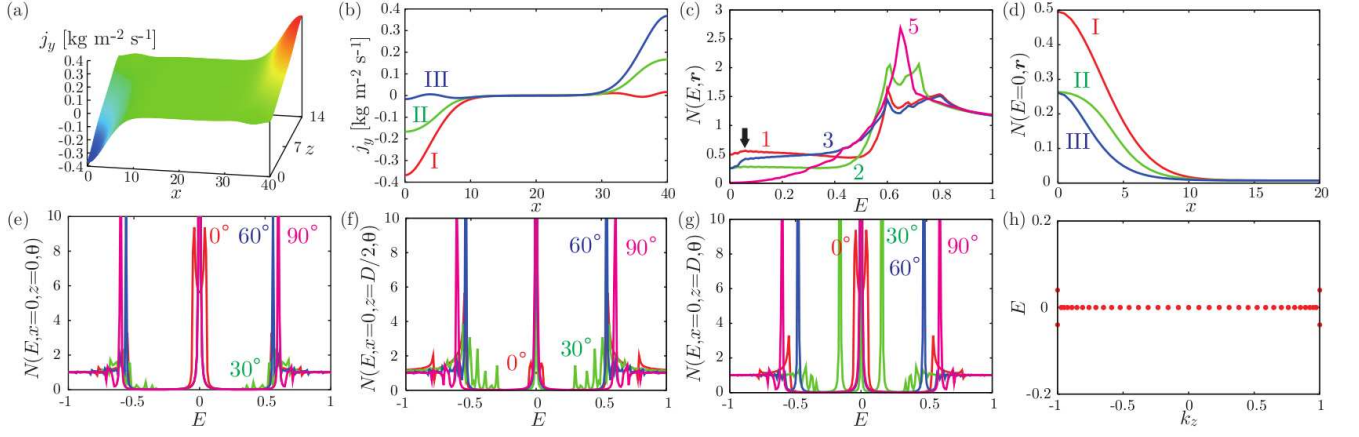 (a)
j_y [kg m-2 s-1]
0.4
0.3
0.2
0.1
0
-0.1
-0.2
-0.3
-0.4
0
10
20
30
40
x
0
7
14
z
(b)
j_y [kg m-2 s-1]
0.4
0.3
0.2
0.1
0
-0.1
-0.2
-0.3
-0.4
III
II
I
0 10 20 30 40
x
(c)
N(E,r)
3
2.5
2
1.5
1
0.5
0
5
1
3
2
0 0.2 0.4 0.6 0.8 1
E
(d)
N(E=0,r)
0.5
0.4
0.3
0.2
0.1
0
I
II
III
0 5 10 15 20
x
(e)
N(E,x=0,z=0,θ)
10
8
6
4
2
0
0° 60° 90°
30°
-1 -0.5 0 0.5 1
E
(f)
N(E,x=0,z=D/2,θ)
10
8
6
4
2
0
60° 90°
0° 30°
-1 -0.5 0 0.5 1
E
(g)
N(E,x=0,z=D,θ)
10
8
6
4
2
0
0° 30° 90°
60°
-1 -0.5 0 0.5 1
E
(h)
E
0.2
0
-0.2
-1 -0.5 0 0.5 1
k_z